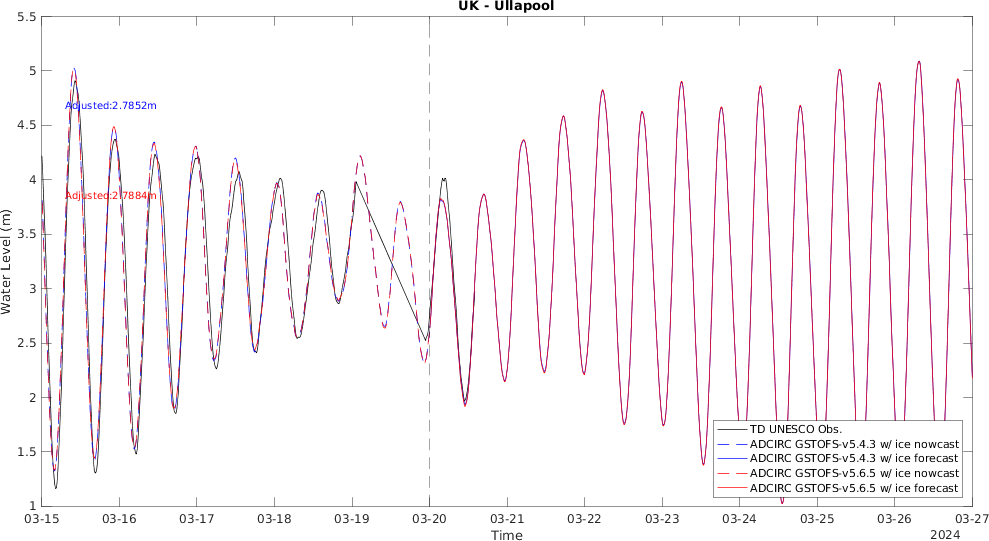 UK - Ullapool
5.5
5
4.5
4
3.5
3
2.5
2
1.5
1
Water Level (m)
Adjusted:2.7852m
Adjusted:2.7884m
TD UNESCO Obs.
ADCIRC GSTOFS-v5.4.3 w/ ice nowcast
ADCIRC GSTOFS-v5.4.3 w/ ice forecast
ADCIRC GSTOFS-v5.6.5 w/ ice nowcast
ADCIRC GSTOFS-v5.6.5 w/ ice forecast
03-15 03-16 03-17 03-18 03-19 03-20 03-21 03-22 03-23 03-24 03-25 03-26 03-27
Time
2024